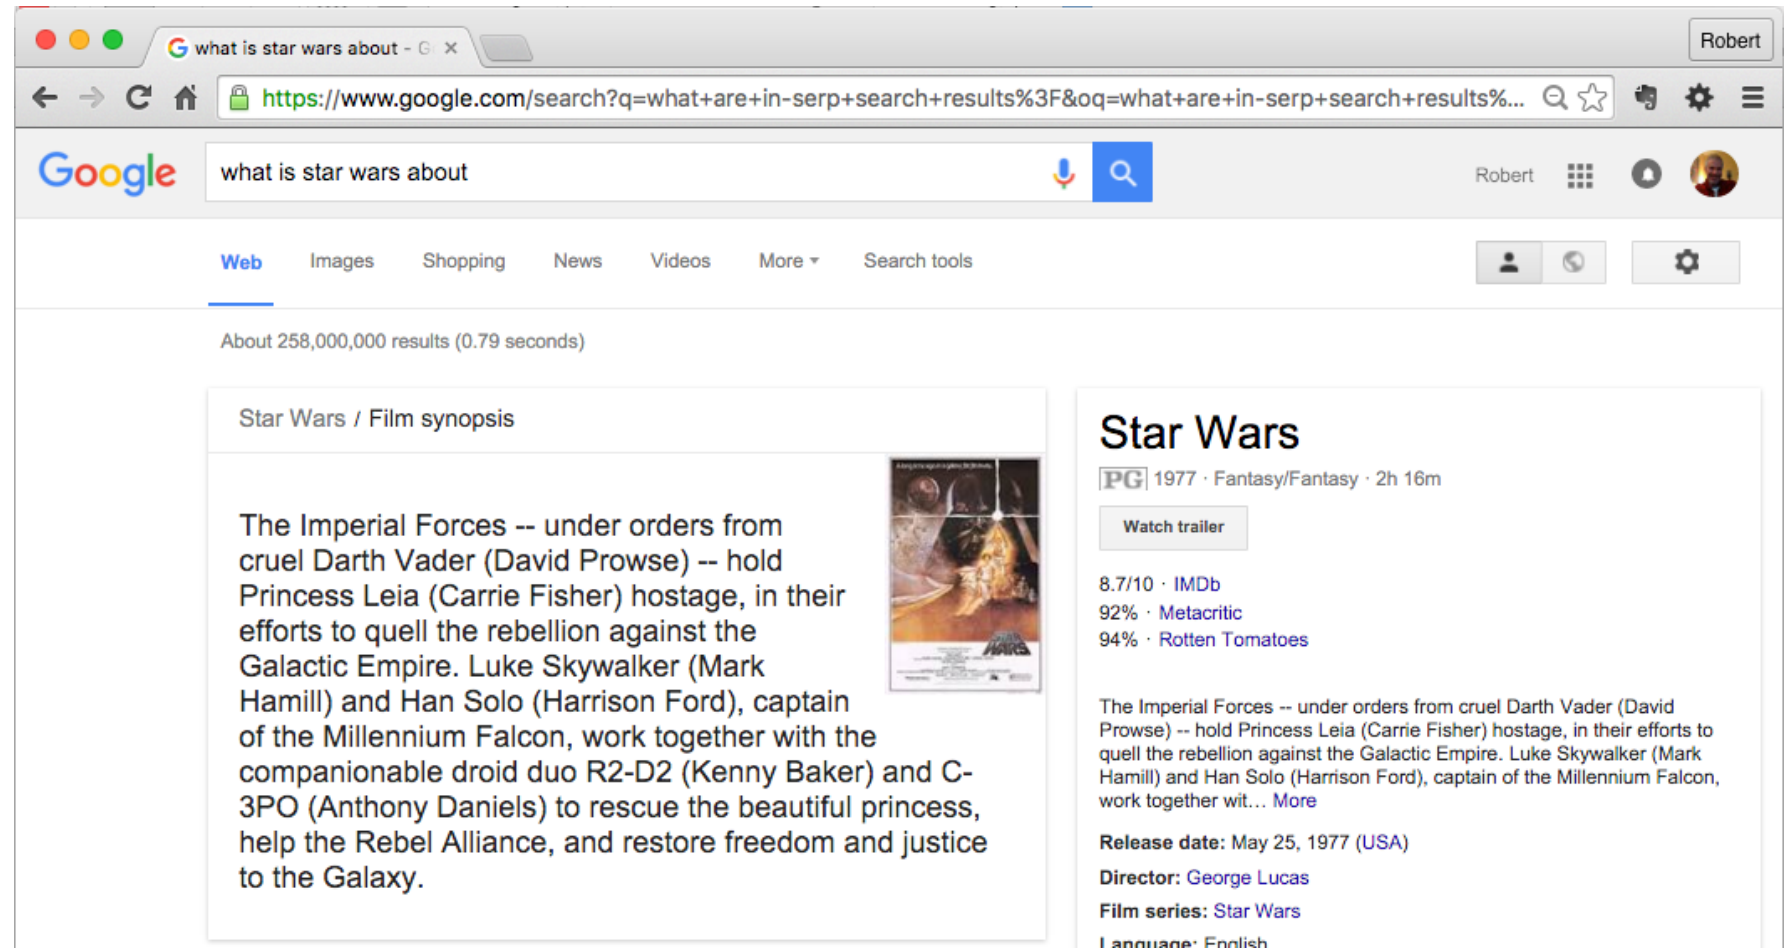 what is star wars about - G
Robert
https://www.google.com/search?q=what+are+in-serp+search+results%3F&oq=what+are+in-serp+search+results%...
Google
what is star wars about
Robert
Web Images Shopping News Videos More Search tools
About 258,000,000 results (0.79 seconds)
Star Wars / Film synopsis
The Imperial Forces -- under orders from
cruel Darth Vader (David Prowse) -- hold
Princess Leia (Carrie Fisher) hostage, in their
efforts to quell the rebellion against the
Galactic Empire. Luke Skywalker (Mark
Hamill) and Han Solo (Harrison Ford), captain
of the Millennium Falcon, work together with the
companionable droid duo R2-D2 (Kenny Baker) and C-
3PO (Anthony Daniels) to rescue the beautiful princess,
help the Rebel Alliance, and restore freedom and justice
to the Galaxy.
STAR
WARS
Star Wars
PG 1977 · Fantasy/Fantasy · 2h 16m
Watch trailer
8.7/10 · IMDb
92% · Metacritic
94% · Rotten Tomatoes
The Imperial Forces -- under orders from cruel Darth Vader (David
Prowse) -- hold Princess Leia (Carrie Fisher) hostage, in their efforts to
quell the rebellion against the Galactic Empire. Luke Skywalker (Mark
Hamill) and Han Solo (Harrison Ford), captain of the Millennium Falcon,
work together wit... More
Release date: May 25, 1977 (USA)
Director: George Lucas
Film series: Star Wars
Language: English